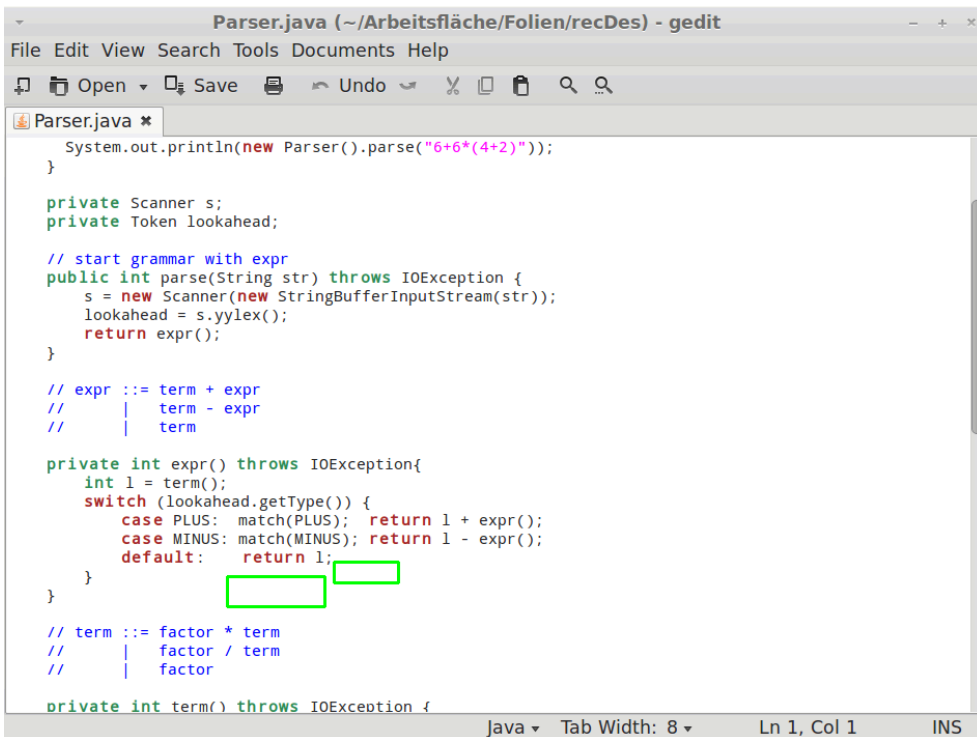 Parser.java (~/Arbeitsfläche/Folien/recDes) - gedit
File Edit View Search Tools Documents Help
Open Save Undo
Parser.java
System.out.println(new Parser().parse("6+6*(4+2)"));
}
private Scanner s;
private Token lookahead;
// start grammar with expr
public int parse(String str) throws IOException {
s = new Scanner(new StringBufferInputStream(str));
lookahead = s.yylex();
return expr();
}
// expr ::= term + expr
// | term - expr
// | term
private int expr() throws IOException{
int l = term();
switch (lookahead.getType()) {
case PLUS: match(PLUS); return l + expr();
case MINUS: match(MINUS); return l - expr();
default: return l;
}
}
// term ::= factor * term
// | factor / term
// | factor
private int term() throws IOException {
Java Tab Width: 8 Ln 1, Col 1 INS